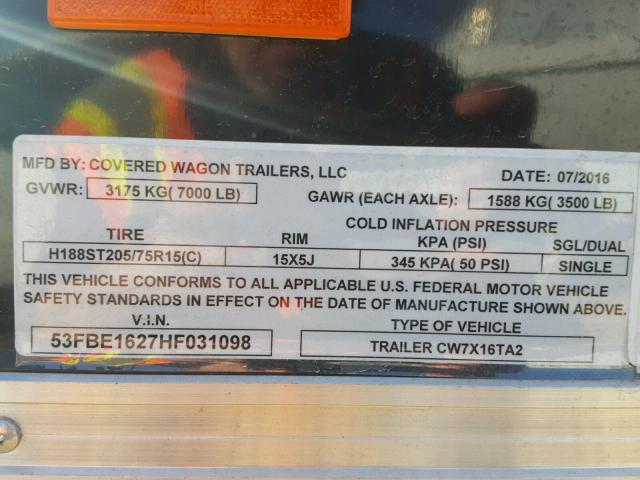 MFD BY: COVERED WAGON TRAILERS, LLC DATE: 07/2016
GVWR: 3175 KG( 7000 LB) GAWR (EACH AXLE): 1588 KG( 3500 LB)
COLD INFLATION PRESSURE
TIRE RIM KPA (PSI) SGL/DUAL
H188ST205/75R15(C) 15X5J 345 KPA( 50 PSI) SINGLE
THIS VEHICLE CONFORMS TO ALL APPLICABLE U.S. FEDERAL MOTOR VEHICLE
SAFETY STANDARDS IN EFFECT ON THE DATE OF MANUFACTURE SHOWN ABOVE.
V.I.N. TYPE OF VEHICLE
53FBE1627HF031098 TRAILER CW7X16TA2